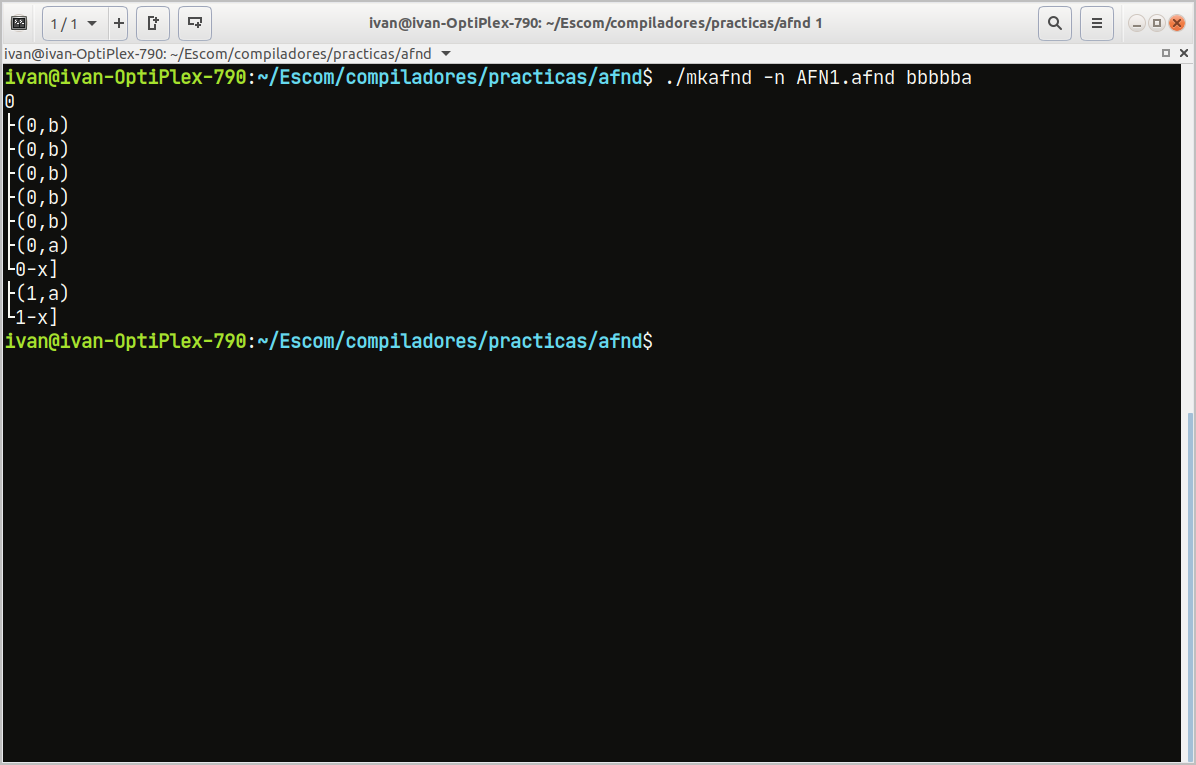 1 / 1
ivan@ivan-OptiPlex-790: ~/Escom/compiladores/practicas/afnd 1
ivan@ivan-OptiPlex-790: ~/Escom/compiladores/practicas/afnd
ivan@ivan-OptiPlex-790:~/Escom/compiladores/practicas/afnd$ ./mkafnd -n AFN1.afnd bbbbba
0
├(0,b)
├(0,b)
├(0,b)
├(0,b)
├(0,b)
├(0,a)
└0-x]
├(1,a)
└1-x]
ivan@ivan-OptiPlex-790:~/Escom/compiladores/practicas/afnd$